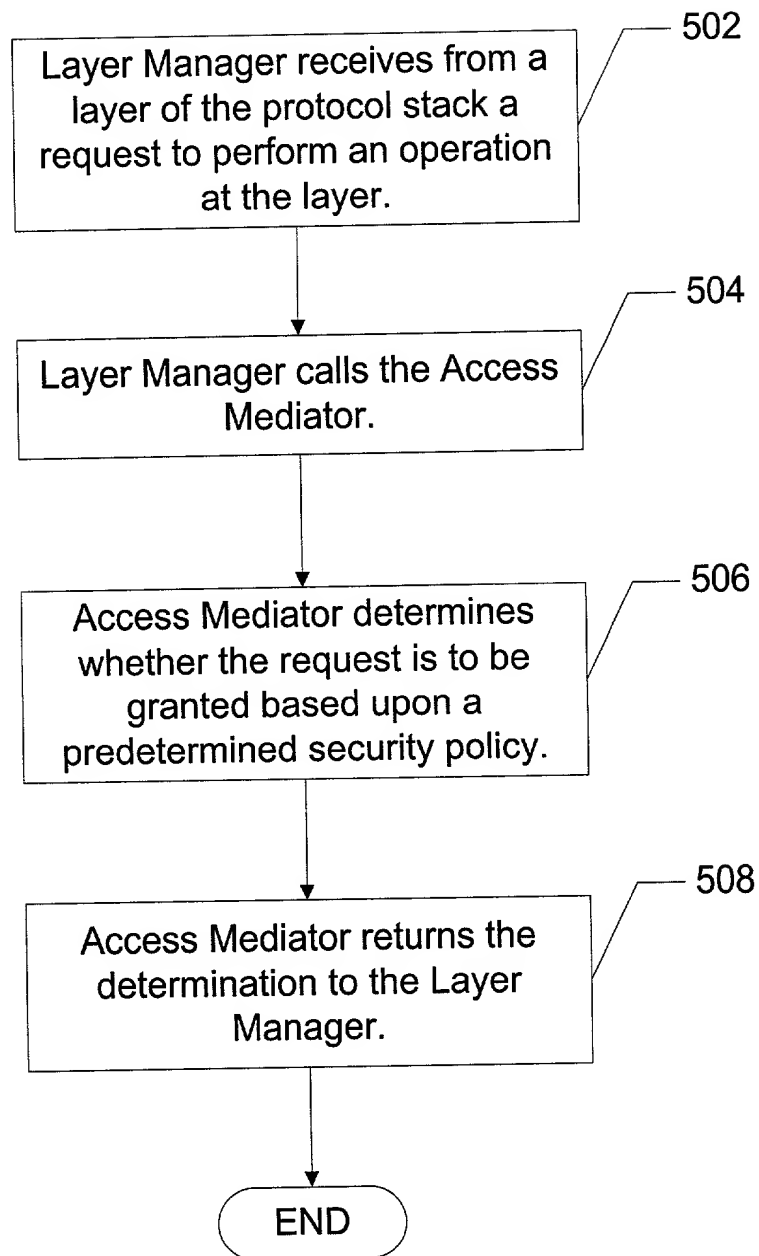 502
Layer Manager receives from a
layer of the protocol stack a
request to perform an operation
at the layer.
504
Layer Manager calls the Access
Mediator.
506
Access Mediator determines
whether the request is to be
granted based upon a
predetermined security policy.
508
Access Mediator returns the
determination to the Layer
Manager.
END